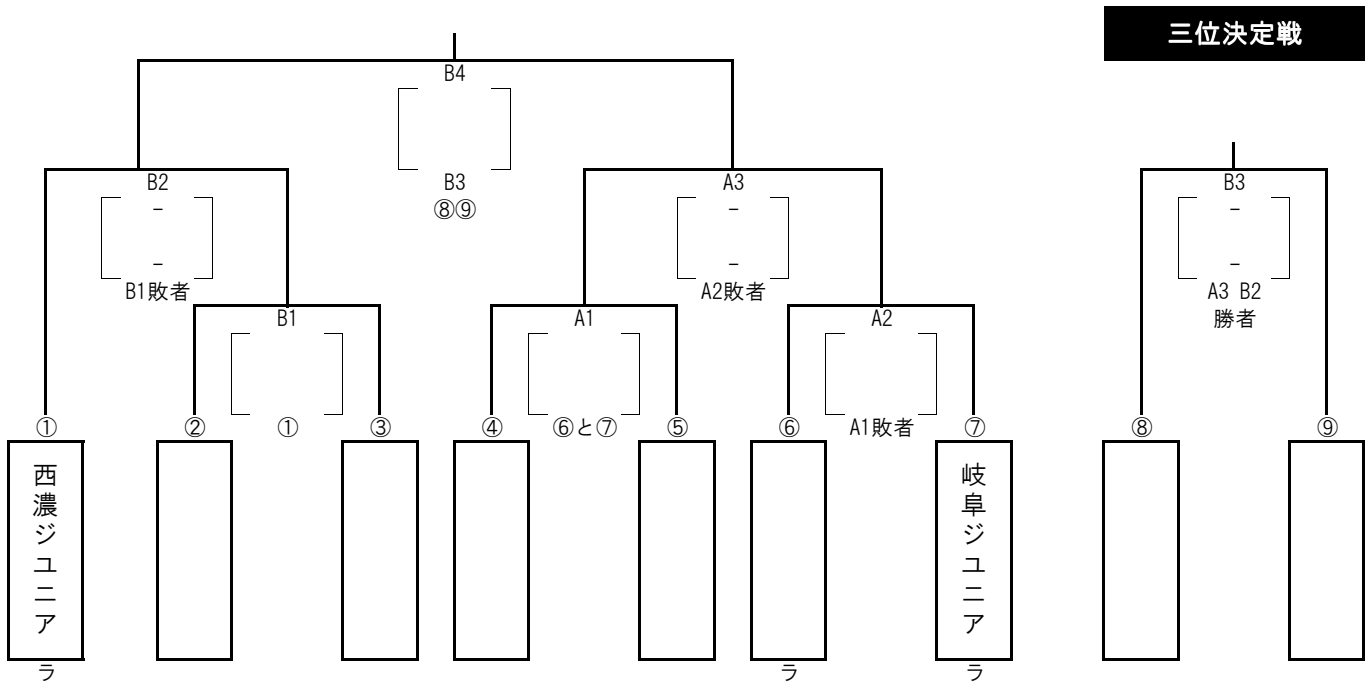 三位決定戦
B4
B3
⑧⑨
B2
-
-
B1敗者
A3
-
-
A2敗者
B3
-
-
A3 B2
勝者
B1
①
A1
⑥と⑦
A2
A1敗者
①
②
③
④
⑤
⑥
⑦
⑧
⑨
西濃ジユニア
岐阜ジユニア
ラ
ラ
ラ